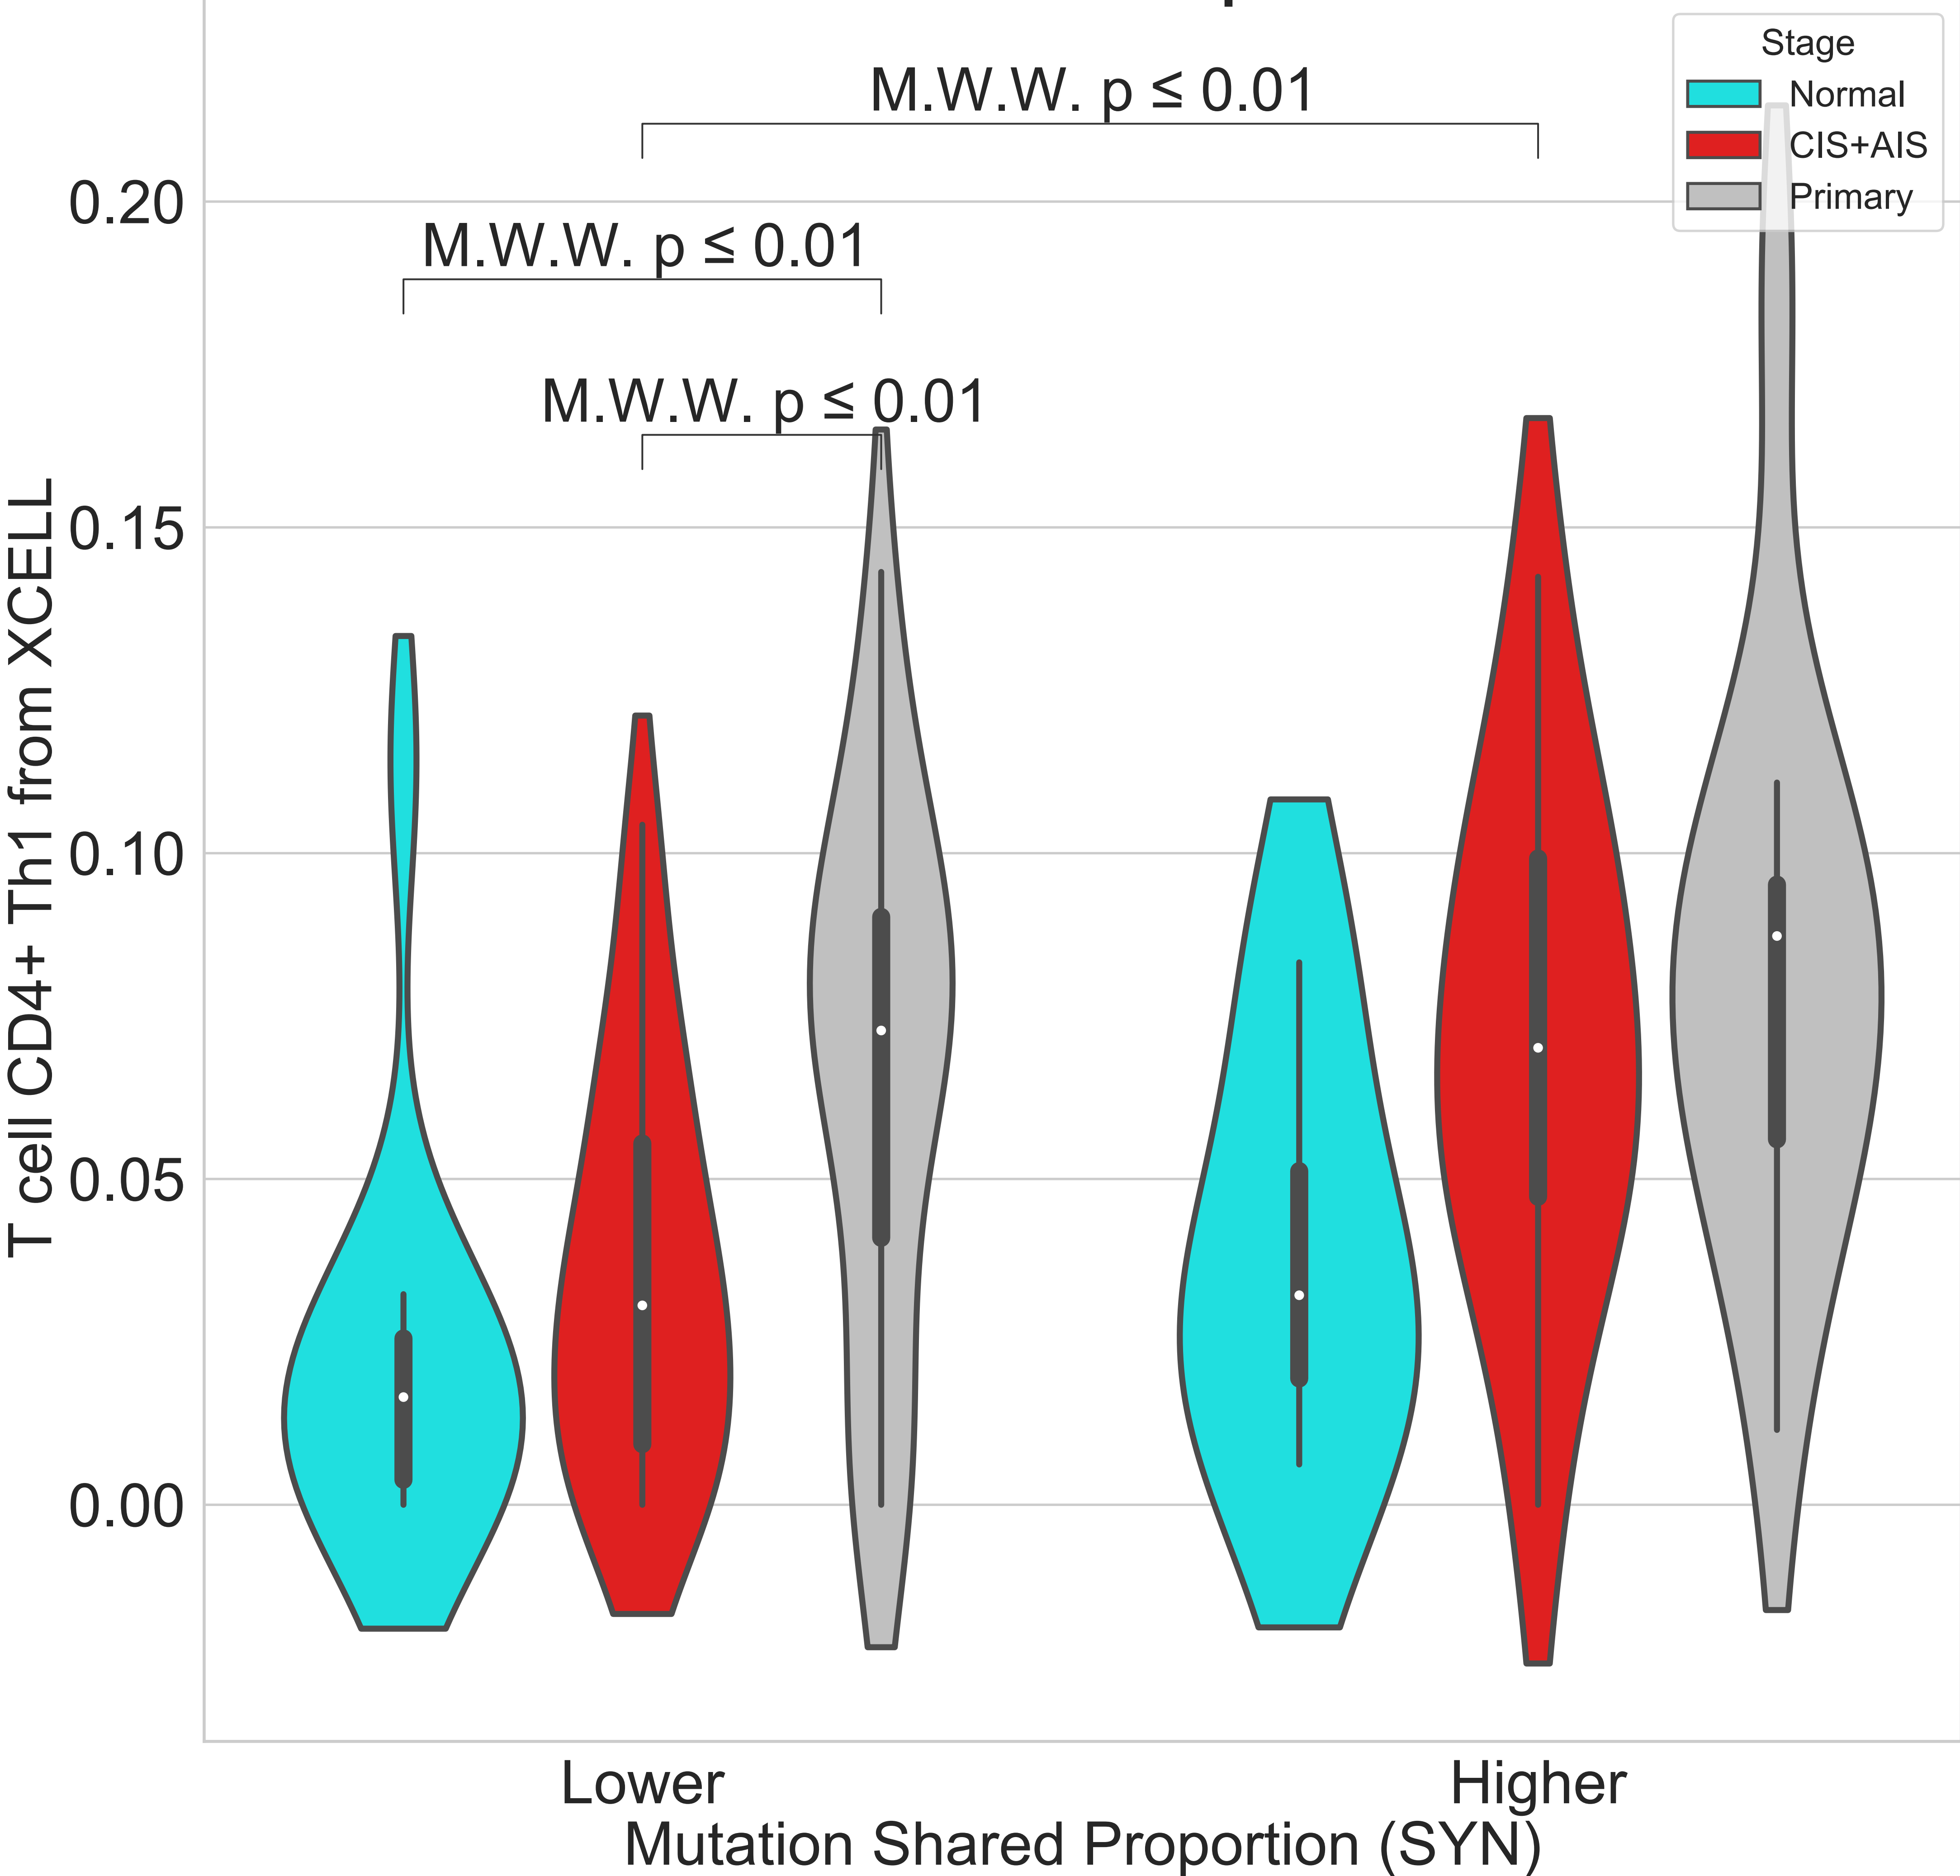 Stage
Normal
CIS+AIS
Primary
M.W.W. p ≤ 0.01
M.W.W. p ≤ 0.01
M.W.W. p ≤ 0.01
T cell CD4+ Th1 from XCELL
0.20
0.15
0.10
0.05
0.00
Lower
Higher
Mutation Shared Proportion (SYN)